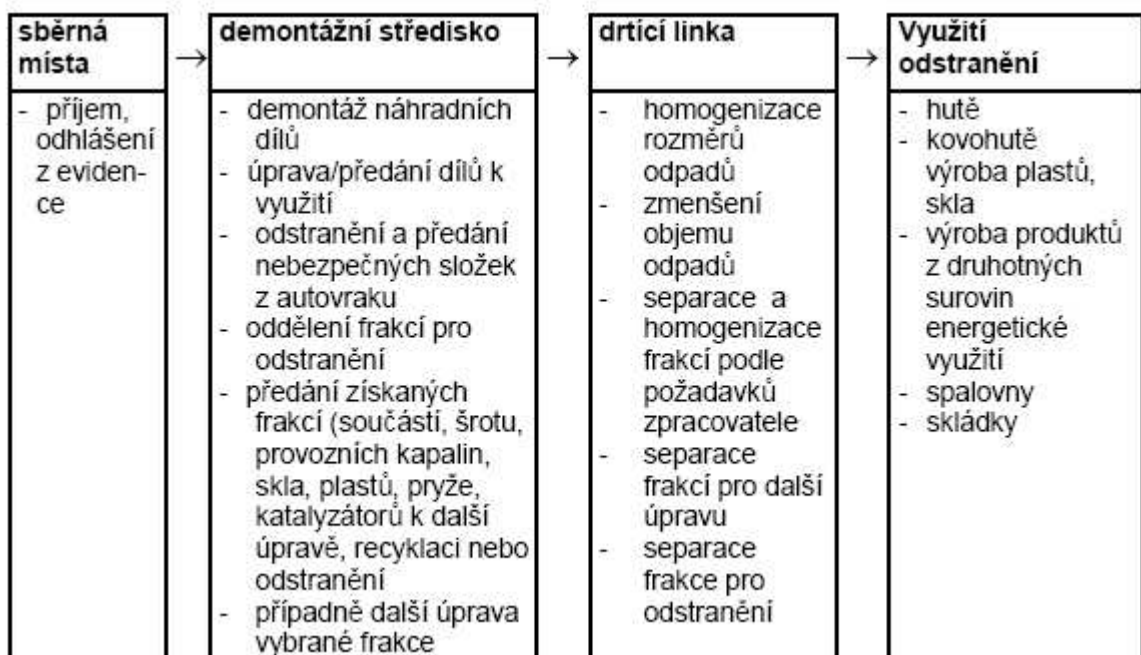 sběrná
místa
- příjem,
odhlášení
z eviden-
ce
→
demontážní středisko
- demontáž náhradních
dílů
- úprava/předání dílů k
využití
- odstranění a předání
nebezpečných složek
z autovraku
- oddělení frakcí pro
odstranění
- předání získaných
frakcí (součástí, šrotu,
provozních kapalin,
skla, plastů, pryže,
katalyzátorů k další
úpravě, recyklaci nebo
odstranění
- případně další úprava
vybrané frakce
→
drtící linka
- homogenizace
rozměrů
odpadů
- zmenšení
objemu
odpadů
- separace a
homogenizace
frakcí podle
požadavků
zpracovatele
- separace
frakcí pro další
úpravu
- separace
frakce pro
odstranění
→
Využití
odstranění
- hutě
- kovohutě
výroba plastů,
skla
- výroba produktů
z druhotných
surovin
energetické
využití
- spalovny
- skládky